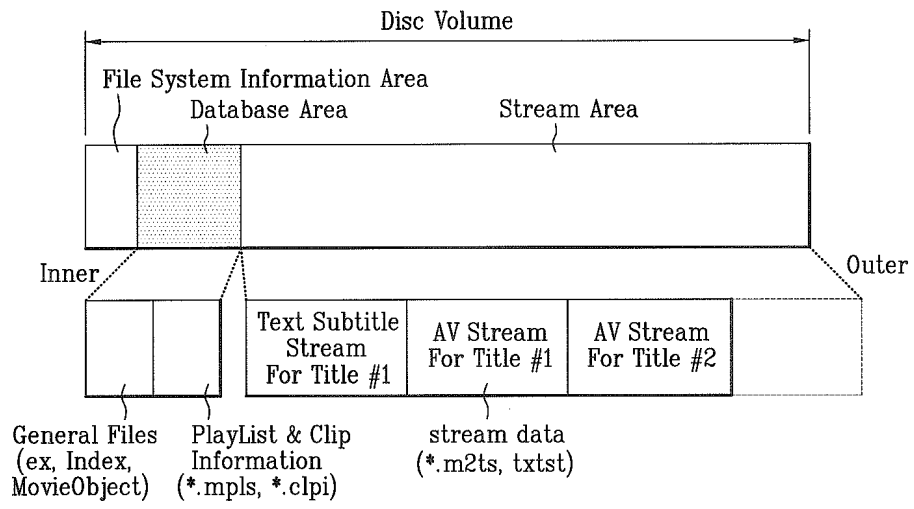 Disc Volume
File System Information Area
Database Area
Stream Area
Inner
Outer
Text Subtitle
Stream
For Title #1
AV Stream
For Title #1
AV Stream
For Title #2
General Files
(ex, Index,
MovieObject)
PlayList & Clip
Information
(*.mpls, *.clpi)
stream data
(*.m2ts, txtst)